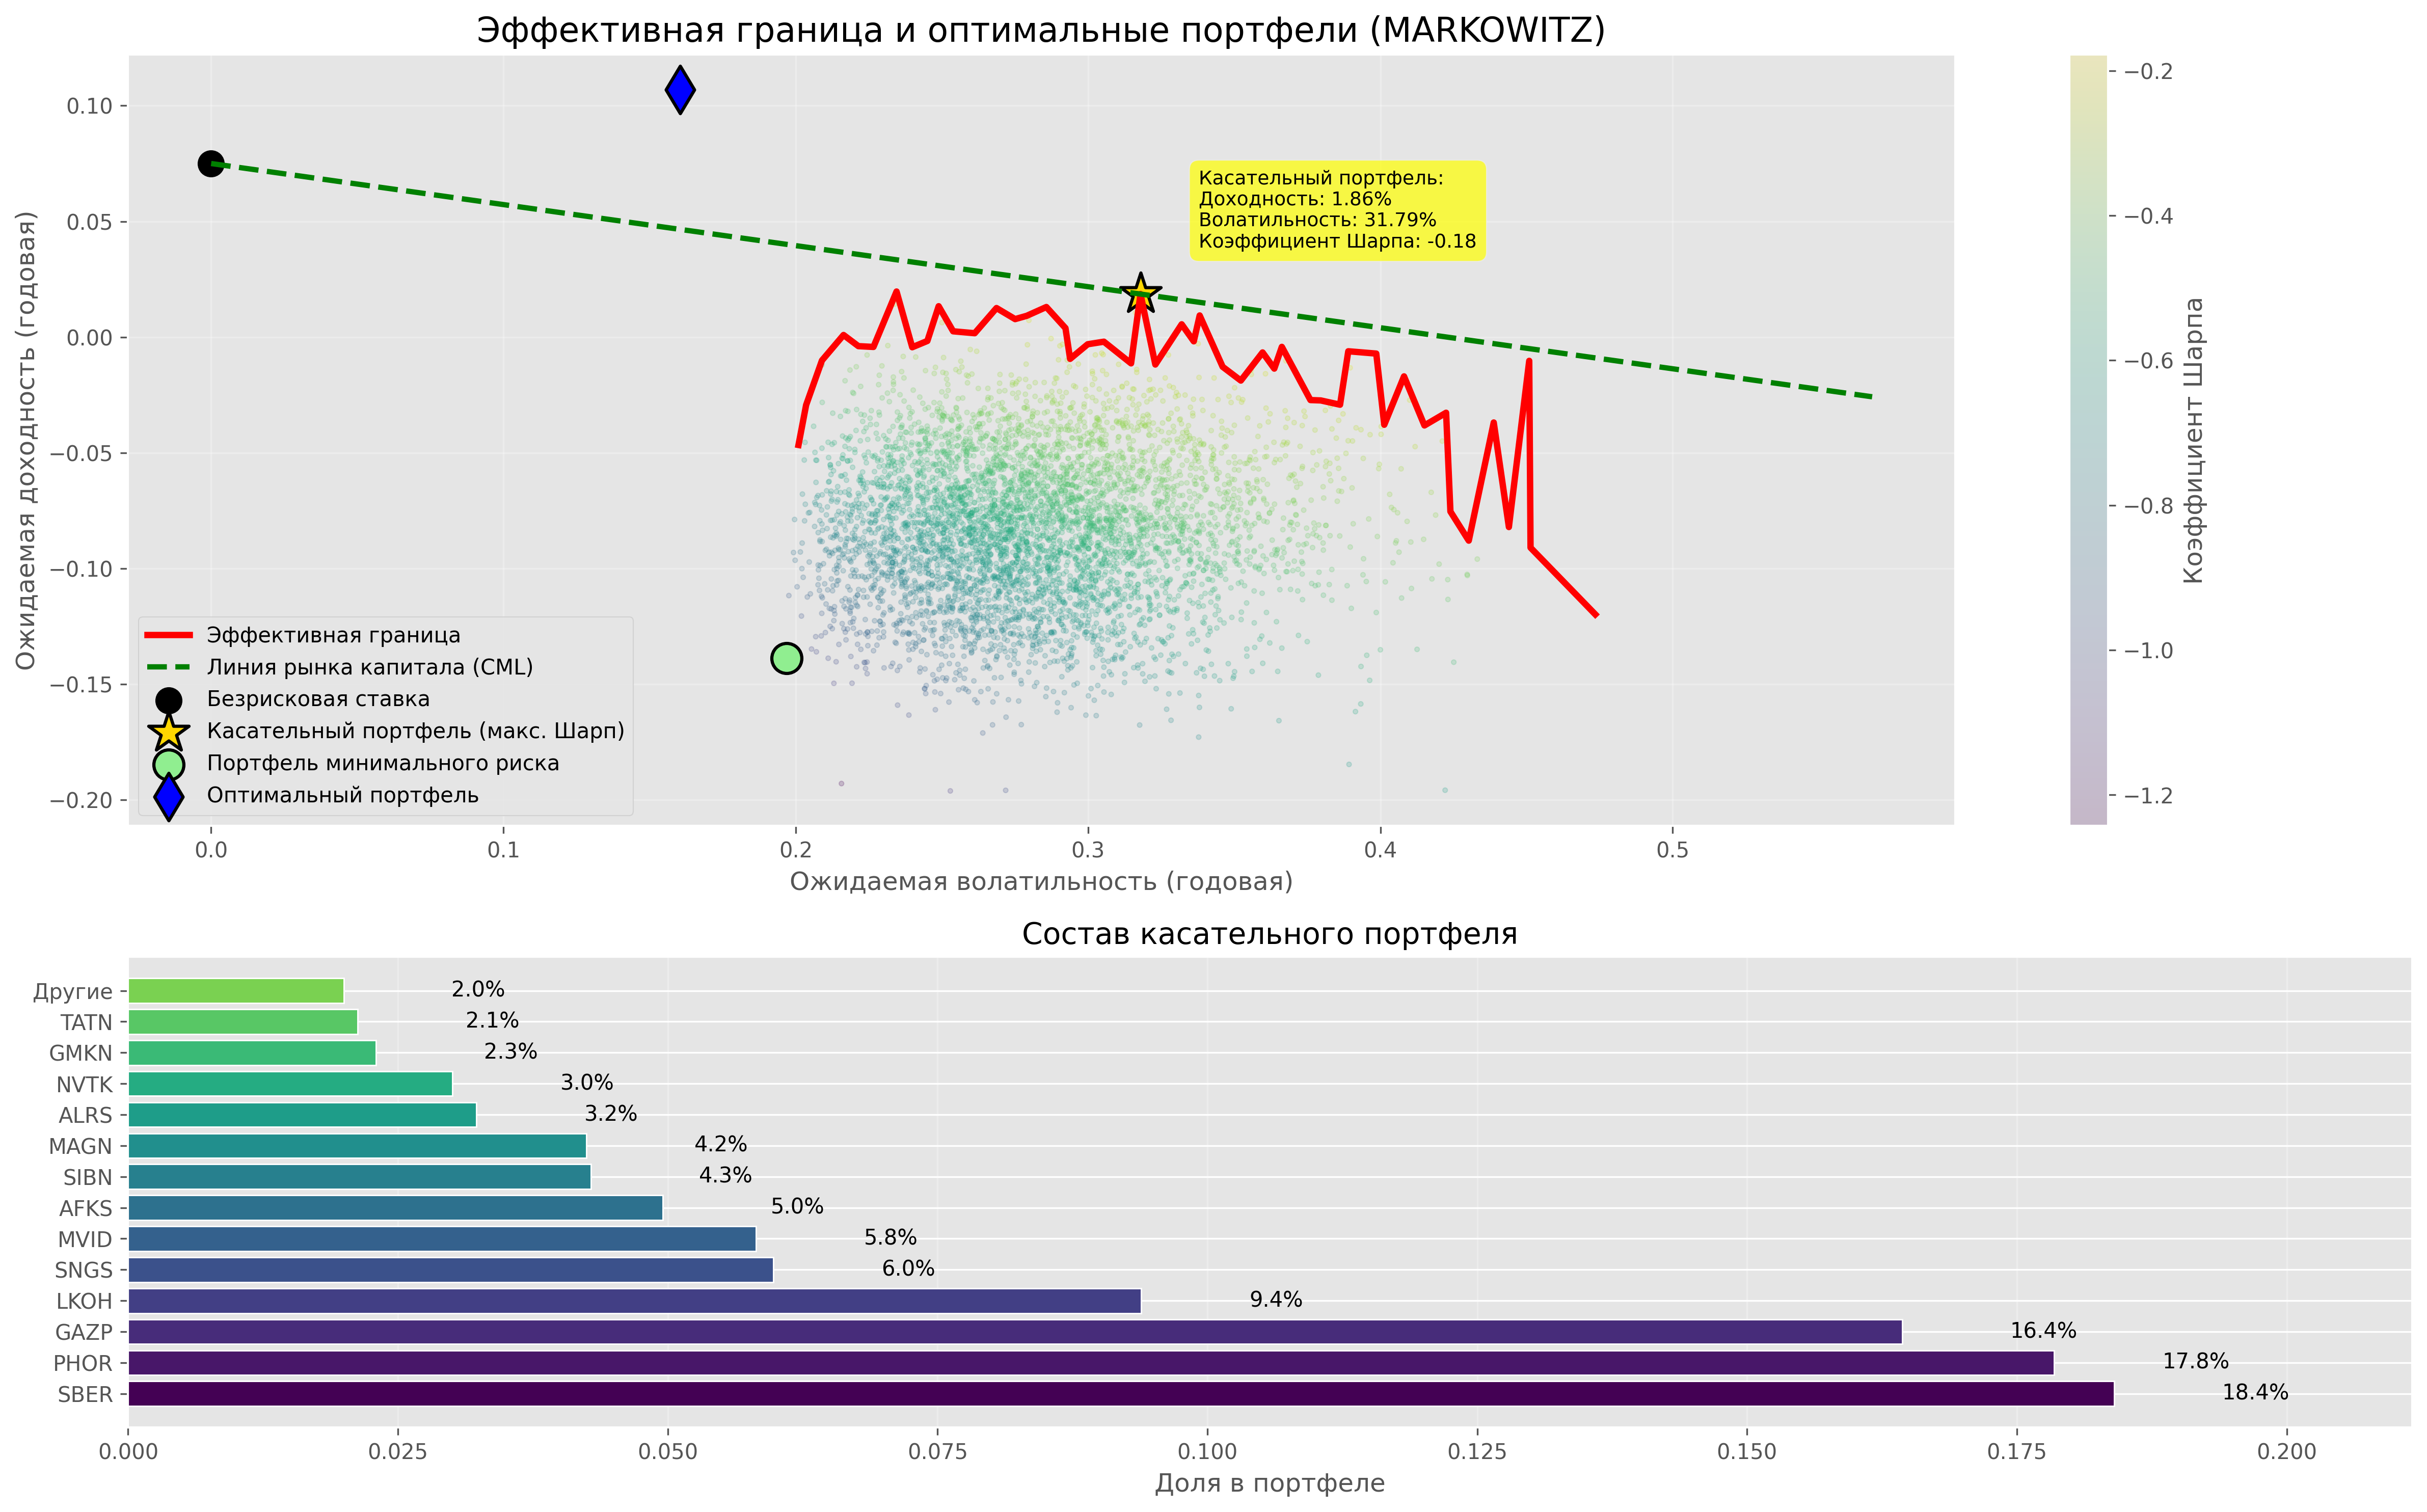 Эффективная граница и оптимальные портфели (MARKOWITZ)
Ожидаемая доходность (годовая)
0.10
0.05
0.00
−0.05
−0.10
−0.15
−0.20
Касательный портфель:
Доходность: 1.86%
Волатильность: 31.79%
Коэффициент Шарпа: -0.18
Эффективная граница
Линия рынка капитала (CML)
Безрисковая ставка
Касательный портфель (макс. Шарп)
Портфель минимального риска
Оптимальный портфель
0.0
0.1
0.2
0.3
0.4
0.5
Ожидаемая волатильность (годовая)
−0.2
−0.4
−0.6
−0.8
−1.0
−1.2
Коэффициент Шарпа
Состав касательного портфеля
Другие 2.0%
TATN 2.1%
GMKN 2.3%
NVTK 3.0%
ALRS 3.2%
MAGN 4.2%
SIBN 4.3%
AFKS 5.0%
MVID 5.8%
SNGS 6.0%
LKOH 9.4%
GAZP 16.4%
PHOR 17.8%
SBER 18.4%
0.000
0.025
0.050
0.075
0.100
0.125
0.150
0.175
0.200
Доля в портфеле